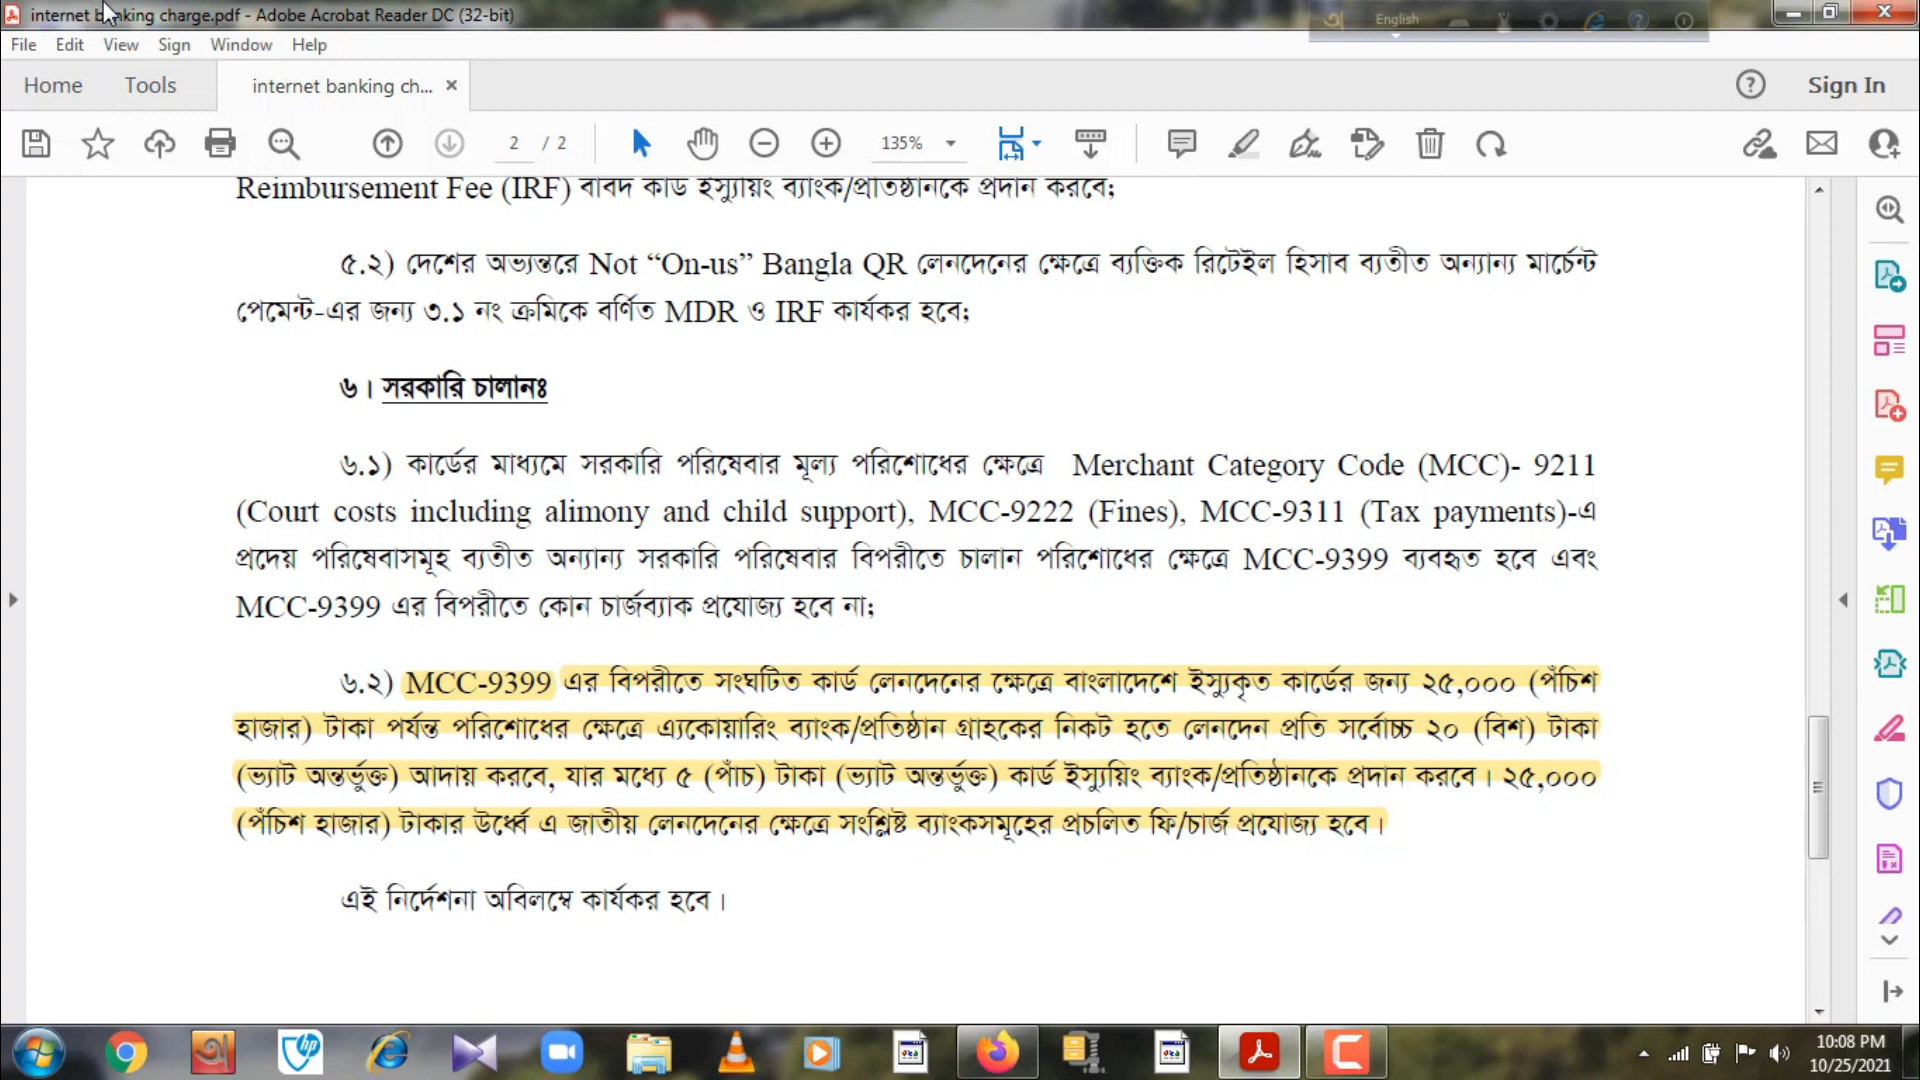 internet banking charge.pdf - Adobe Acrobat Reader DC (32-bit)
English
File Edit View Sign Window Help
Home Tools internet banking ch... Sign In
2 / 2 135%
Reimbursement Fee (IRF) বাবদ কার্ড ইস্যুয়িং ব্যাংক/প্রতিষ্ঠানকে প্রদান করবে;
৫.২) দেশের অভ্যন্তরে Not “On-us” Bangla QR লেনদেনের ক্ষেত্রে ব্যক্তিক রিটেইল হিসাব ব্যতীত অন্যান্য মার্চেন্ট
পেমেন্ট-এর জন্য ৩.১ নং ক্রমিকে বর্ণিত MDR ও IRF কার্যকর হবে;
৬। সরকারি চালানঃ
৬.১) কার্ডের মাধ্যমে সরকারি পরিষেবার মূল্য পরিশোধের ক্ষেত্রে Merchant Category Code (MCC)- 9211
(Court costs including alimony and child support), MCC-9222 (Fines), MCC-9311 (Tax payments)-এ
প্রদেয় পরিষেবাসমূহ ব্যতীত অন্যান্য সরকারি পরিষেবার বিপরীতে চালান পরিশোধের ক্ষেত্রে MCC-9399 ব্যবহৃত হবে এবং
MCC-9399 এর বিপরীতে কোন চার্জব্যাক প্রযোজ্য হবে না;
৬.২) MCC-9399 এর বিপরীতে সংঘটিত কার্ড লেনদেনের ক্ষেত্রে বাংলাদেশে ইস্যুকৃত কার্ডের জন্য ২৫,০০০ (পঁচিশ
হাজার) টাকা পর্যন্ত পরিশোধের ক্ষেত্রে এ্যকোয়ারিং ব্যাংক/প্রতিষ্ঠান গ্রাহকের নিকট হতে লেনদেন প্রতি সর্বোচ্চ ২০ (বিশ) টাকা
(ভ্যাট অন্তর্ভুক্ত) আদায় করবে, যার মধ্যে ৫ (পাঁচ) টাকা (ভ্যাট অন্তর্ভুক্ত) কার্ড ইস্যুয়িং ব্যাংক/প্রতিষ্ঠানকে প্রদান করবে। ২৫,০০০
(পঁচিশ হাজার) টাকার উর্ধ্বে এ জাতীয় লেনদেনের ক্ষেত্রে সংশ্লিষ্ট ব্যাংকসমূহের প্রচলিত ফি/চার্জ প্রযোজ্য হবে।
এই নির্দেশনা অবিলম্বে কার্যকর হবে।
10:08 PM
10/25/2021